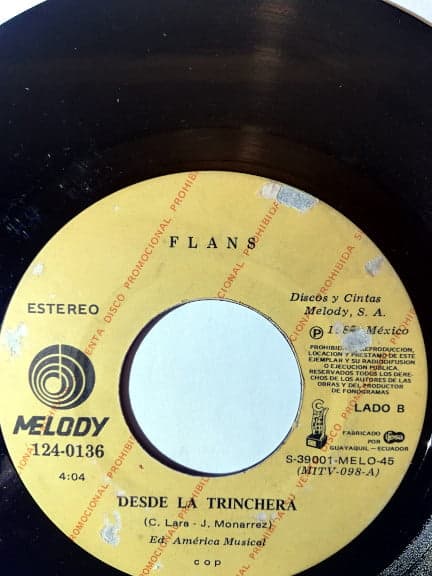 FLANS
ESTEREO
Discos y Cintas
Melody, S. A.
México
PROHIBIDA REPRODUCCION,
LOCACION Y PRESTAMO DE ESTE
EJEMPLAR Y SU RADIODIFUSION
O EJECUCION PUBLICA.
RESERVADOS TODOS LOS DERE-
CHOS DE LOS AUTORES DE LAS
OBRAS Y DEL PRODUCTOR
DE FONOGRAMAS
LADO B
MELODY
124-0136
FABRICADO
POR
GUAYAQUIL - ECUADOR
S-39001-MELO-45
(MITV-098-A)
4:04
DESDE LA TRINCHERA
(C. Lara - J. Monarrez)
Ed. América Musical
c o p
DISCO PROMOCIONAL PROHIBIDA